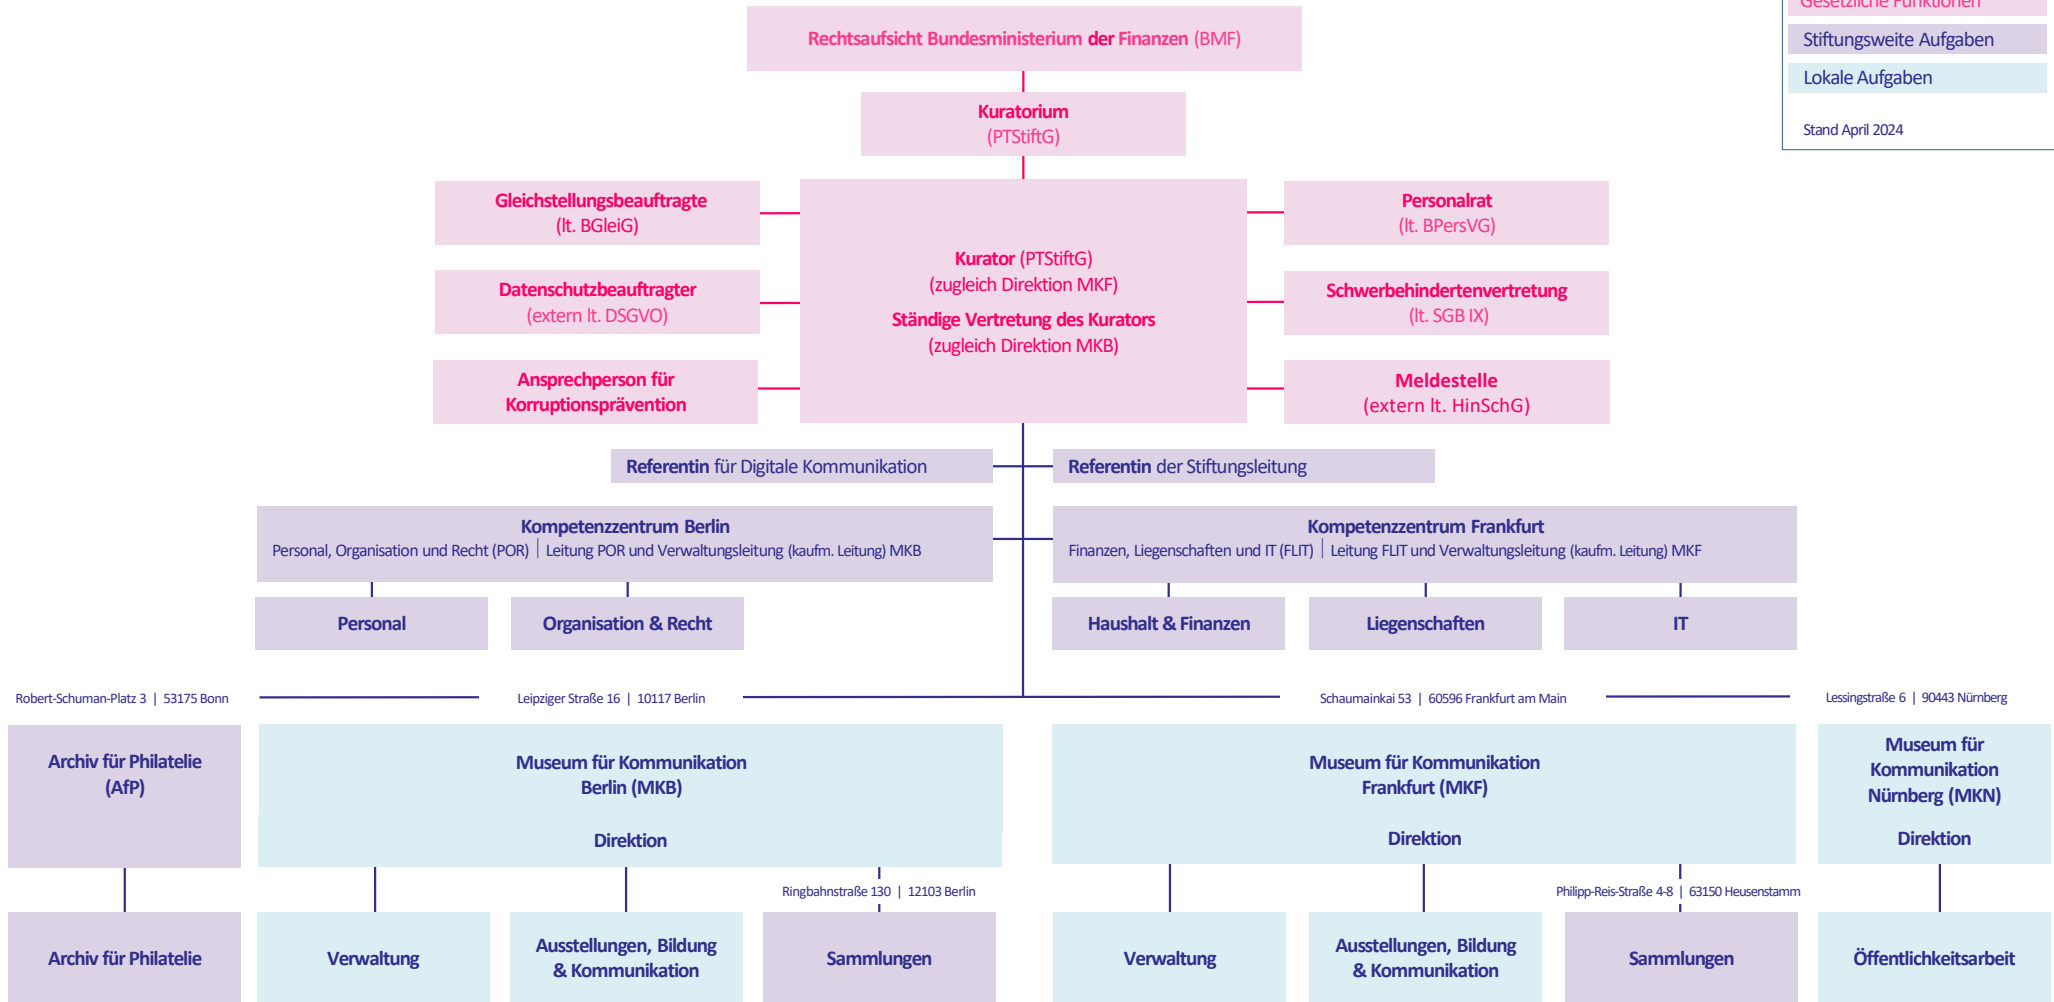 Gesetzliche Funktionen
Stiftungsweite Aufgaben
Lokale Aufgaben
Stand April 2024
Rechtsaufsicht Bundesministerium der Finanzen (BMF)
Kuratorium
(PTStiftG)
Gleichstellungsbeauftragte
(lt. BGleiG)
Datenschutzbeauftragter
(extern lt. DSGVO)
Ansprechperson für
Korruptionsprävention
Kurator (PTStiftG)
(zugleich Direktion MKF)
Ständige Vertretung des Kurators
(zugleich Direktion MKB)
Personalrat
(lt. BPersVG)
Schwerbehindertenvertretung
(lt. SGB IX)
Meldestelle
(extern lt. HinSchG)
Referentin für Digitale Kommunikation
Referentin der Stiftungsleitung
Kompetenzzentrum Berlin
Personal, Organisation und Recht (POR) | Leitung POR und Verwaltungsleitung (kaufm. Leitung) MKB
Kompetenzzentrum Frankfurt
Finanzen, Liegenschaften und IT (FLIT) | Leitung FLIT und Verwaltungsleitung (kaufm. Leitung) MKF
Personal
Organisation & Recht
Haushalt & Finanzen
Liegenschaften
IT
Robert-Schuman-Platz 3 | 53175 Bonn
Leipziger Straße 16 | 10117 Berlin
Schaumainkai 53 | 60596 Frankfurt am Main
Lessingstraße 6 | 90443 Nürnberg
Archiv für Philatelie
(AfP)
Museum für Kommunikation
Berlin (MKB)
Direktion
Museum für Kommunikation
Frankfurt (MKF)
Direktion
Museum für
Kommunikation
Nürnberg (MKN)
Direktion
Ringbahnstraße 130 | 12103 Berlin
Philipp-Reis-Straße 4-8 | 63150 Heusenstamm
Archiv für Philatelie
Verwaltung
Ausstellungen, Bildung
& Kommunikation
Sammlungen
Verwaltung
Ausstellungen, Bildung
& Kommunikation
Sammlungen
Öffentlichkeitsarbeit